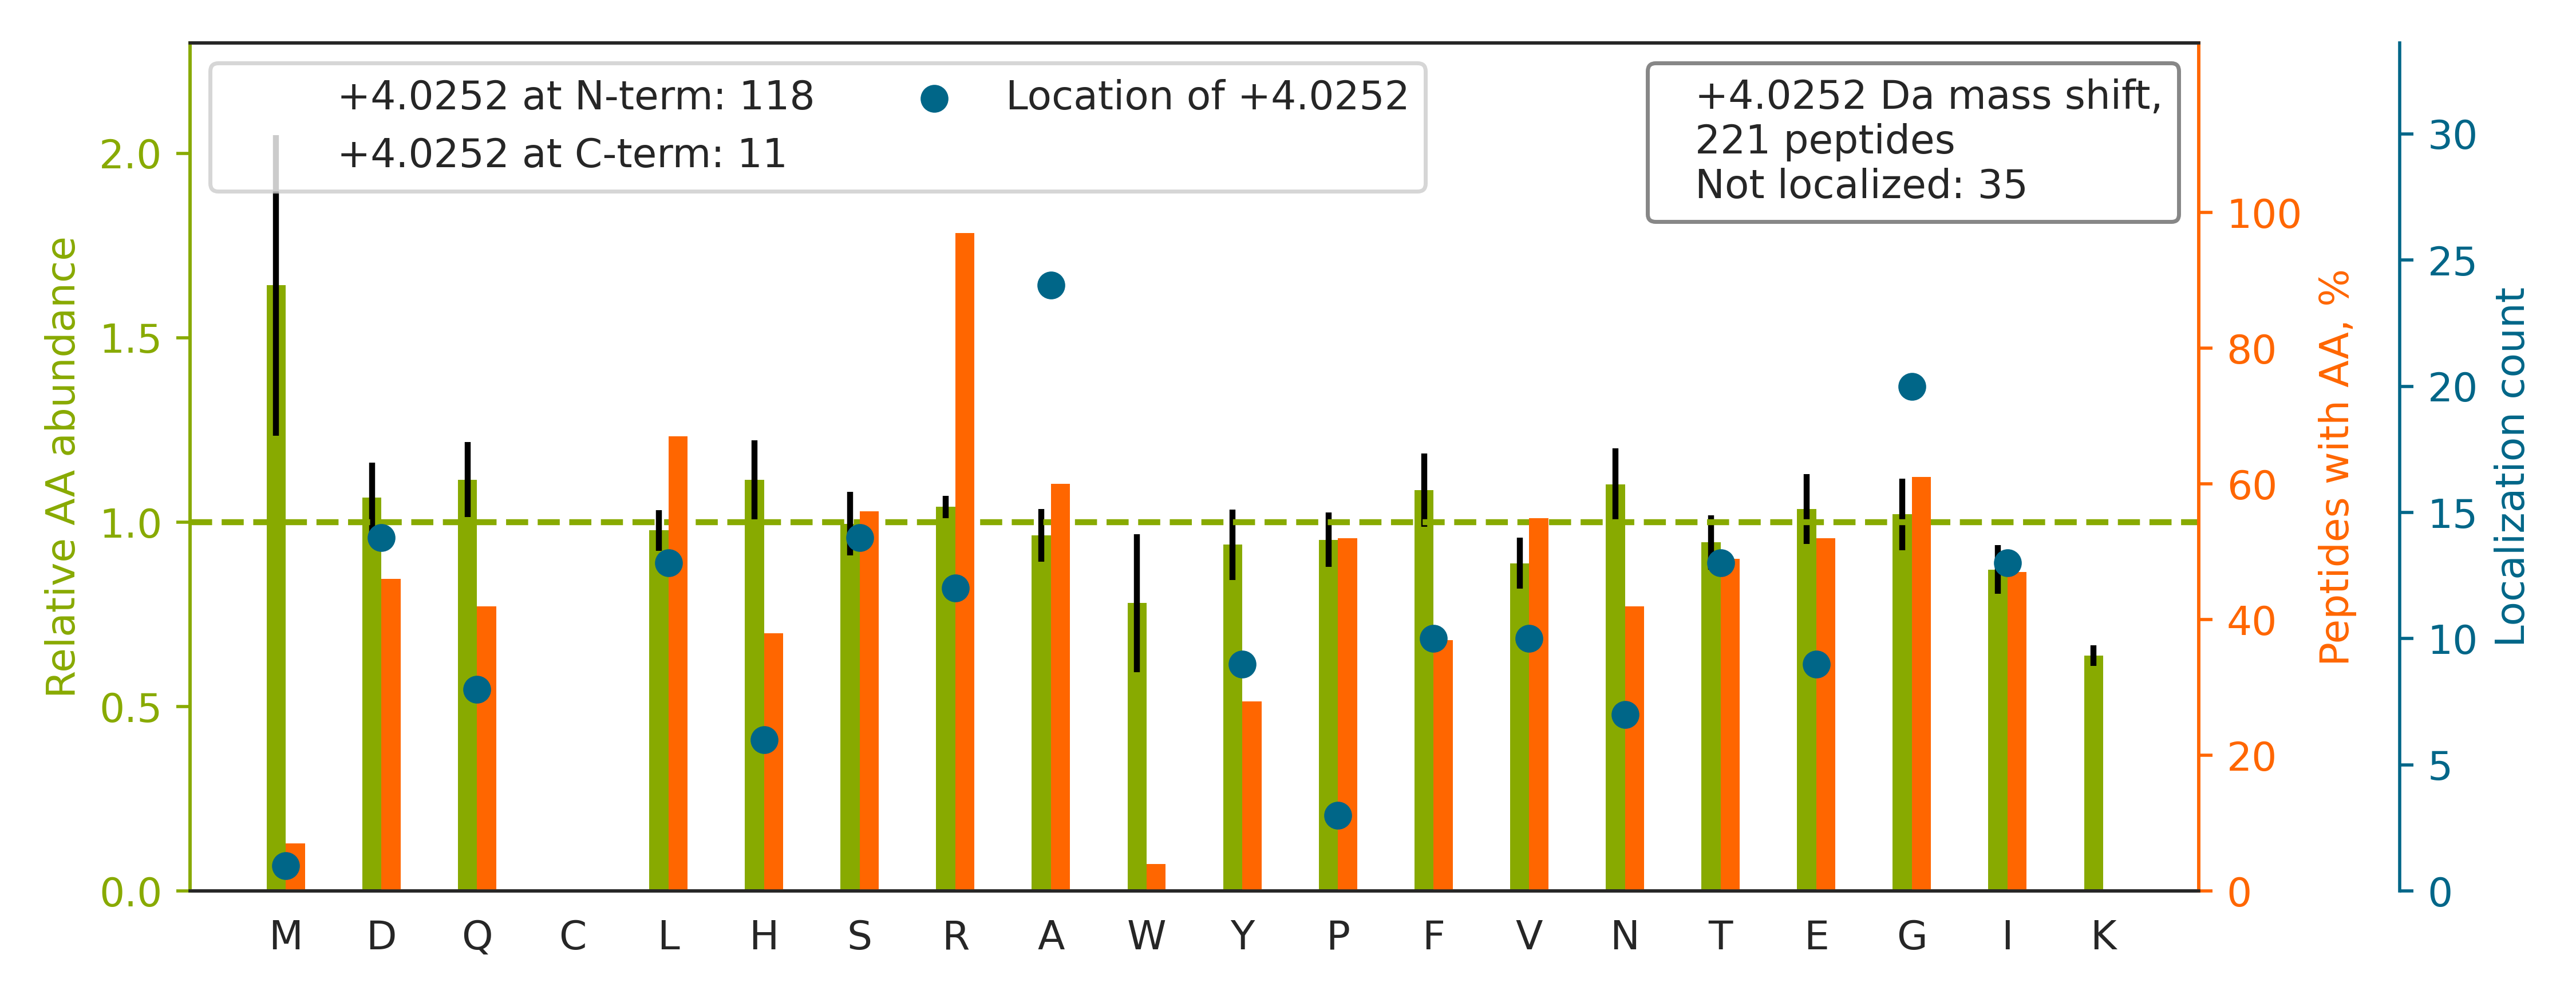 +4.0252 at N-term: 118
+4.0252 at C-term: 11
Location of +4.0252
+4.0252 Da mass shift,
221 peptides
Not localized: 35
Relative AA abundance
2.0
1.5
1.0
0.5
0.0
Peptides with AA, %
100
80
60
40
20
0
Localization count
30
25
20
15
10
5
0
M D Q C L H S R A W Y P F V N T E G I K